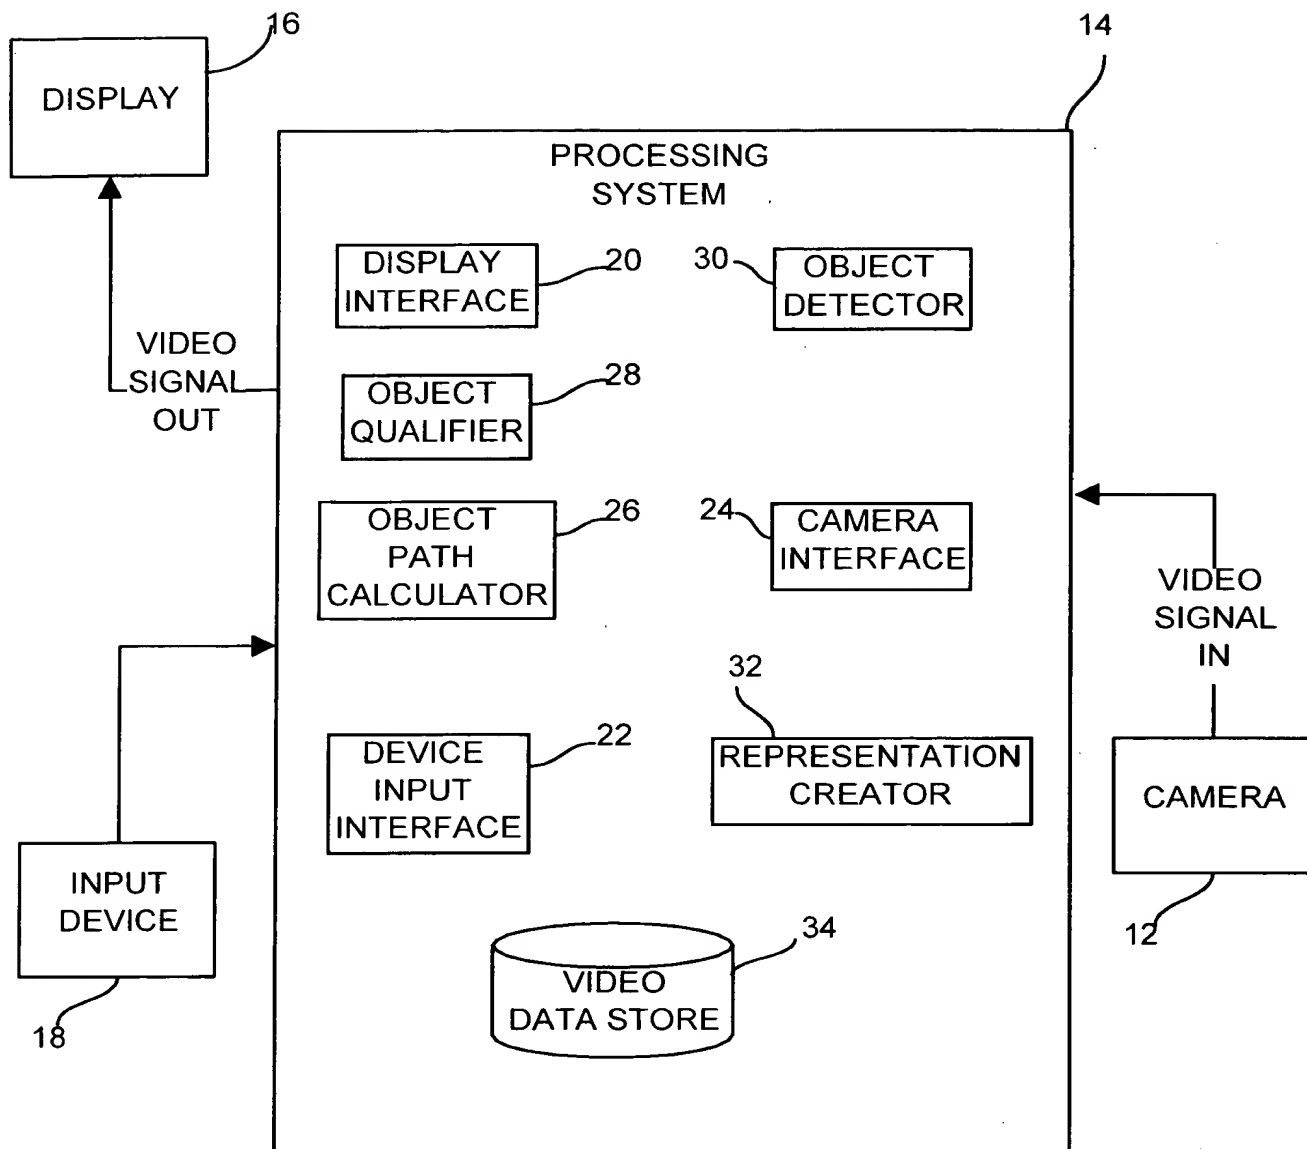 16
14
DISPLAY
PROCESSING
SYSTEM
DISPLAY
INTERFACE
20
30
OBJECT
DETECTOR
VIDEO
SIGNAL
OUT
OBJECT
QUALIFIER
28
OBJECT
PATH
CALCULATOR
26
24
CAMERA
INTERFACE
VIDEO
SIGNAL
IN
32
DEVICE
INPUT
INTERFACE
22
REPRESENTATION
CREATOR
CAMERA
INPUT
DEVICE
12
34
VIDEO
DATA STORE
18